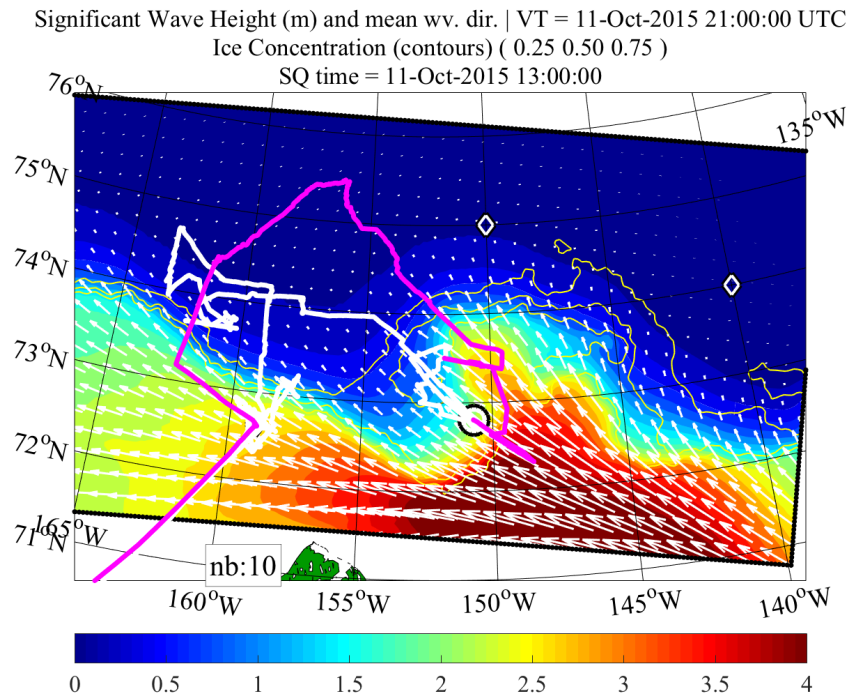 Significant Wave Height (m) and mean wv. dir. | VT = 11-Oct-2015 21:00:00 UTC
Ice Concentration (contours) ( 0.25 0.50 0.75 )
SQ time = 11-Oct-2015 13:00:00
76°N
135°W
75°N
74°N
73°N
72°N
71°N
165°W
nb:10
160°W 155°W 150°W 145°W 140°W
0 0.5 1 1.5 2 2.5 3 3.5 4